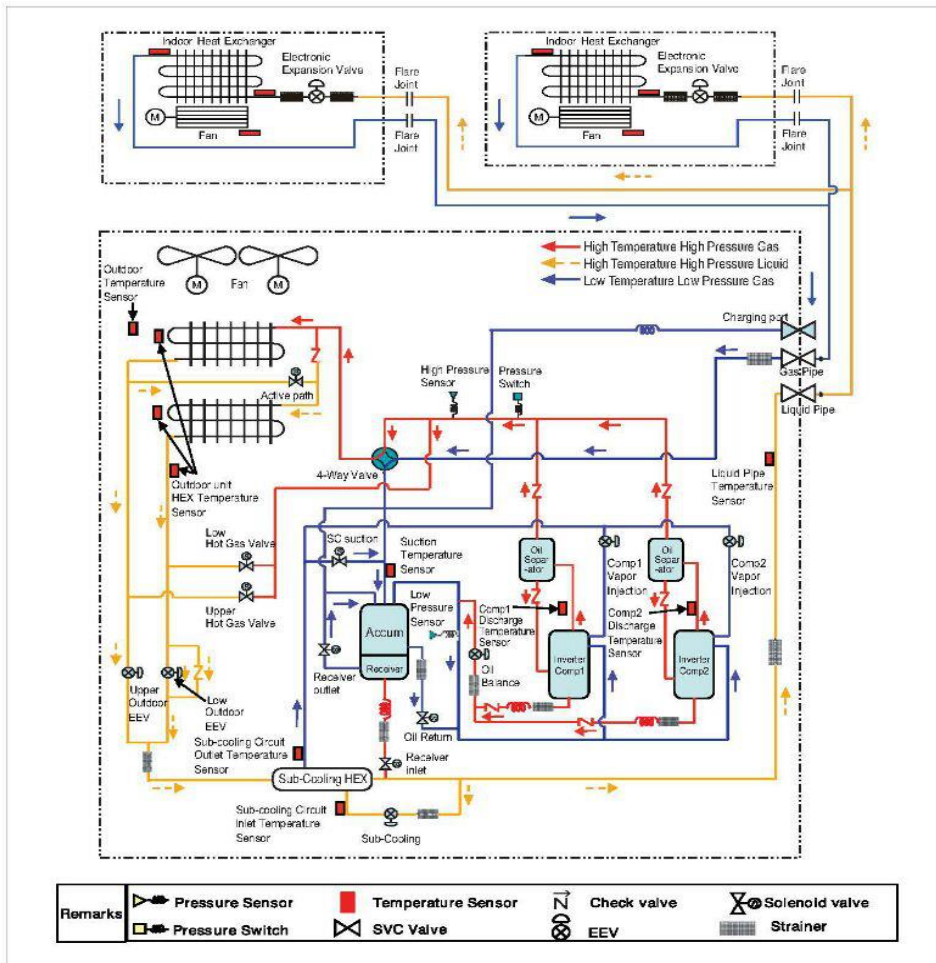 Indoor Heat Exchanger
Electronic
Expansion Valve
Flare
Joint
M
Fan
Flare
Joint
Indoor Heat Exchanger
Electronic
Expansion Valve
Flare
Joint
M
Fan
Flare
Joint
High Temperature High Pressure Gas
High Temperature High Pressure Liquid
Low Temperature Low Pressure Gas
Outdoor
Temperature
Sensor
M
Fan
M
Charging port
Gas Pipe
Liquid Pipe
High Pressure
Sensor
Pressure
Switch
Active path
4-Way Valve
Liquid Pipe
Temperature
Sensor
Outdoor unit
HEX Temperature
Sensor
Low
Hot Gas Valve
Upper
Hot Gas Valve
SC suction
Suction
Temperature
Sensor
Oil
Separ
-ator
Comp1
Vapor
Injection
Oil
Separ
-ator
Comp2
Vapor
Injection
Low
Pressure
Sensor
Comp1
Discharge
Temperature
Sensor
Comp2
Discharge
Temperature
Sensor
Accum
Receiver
Inverter
Comp1
Inverter
Comp2
Receiver
outlet
Oil
Balance
Upper
Outdoor
EEV
Low
Outdoor
EEV
Oil Return
Sub-cooling Circuit
Outlet Temperature
Sensor
Receiver
inlet
Sub-Cooling HEX
Sub-cooling Circuit
Inlet Temperature
Sensor
Sub-Cooling
Remarks
Pressure Sensor
Temperature Sensor
Check valve
Solenoid valve
Pressure Switch
SVC Valve
EEV
Strainer